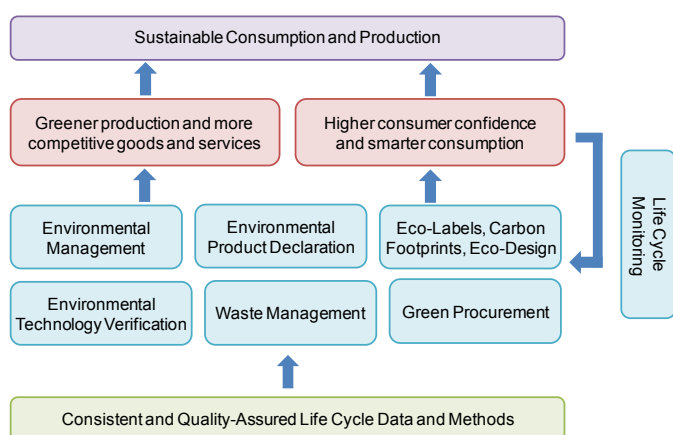 Sustainable Consumption and Production
Greener production and more
competitive goods and services
Higher consumer confidence
and smarter consumption
Life Cycle
Monitoring
Environmental
Management
Environmental
Product Declaration
Eco-Labels, Carbon
Footprints, Eco-Design
Environmental
Technology Verification
Waste Management
Green Procurement
Consistent and Quality-Assured Life Cycle Data and Methods